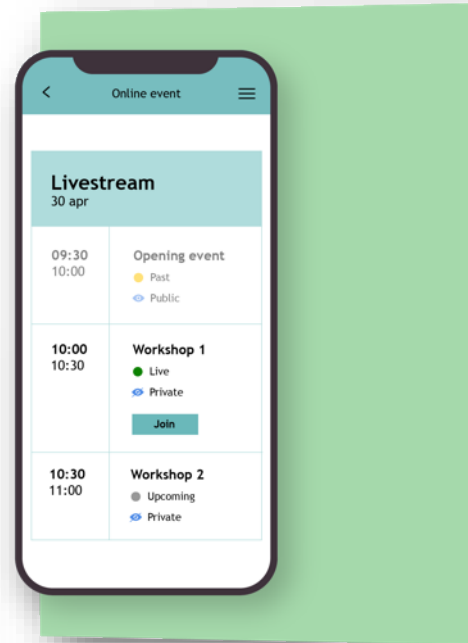 Online event
Livestream
30 apr
09:30
10:00
Opening event
Past
Public
10:00
10:30
Workshop 1
Live
Private
Join
10:30
11:00
Workshop 2
Upcoming
Private